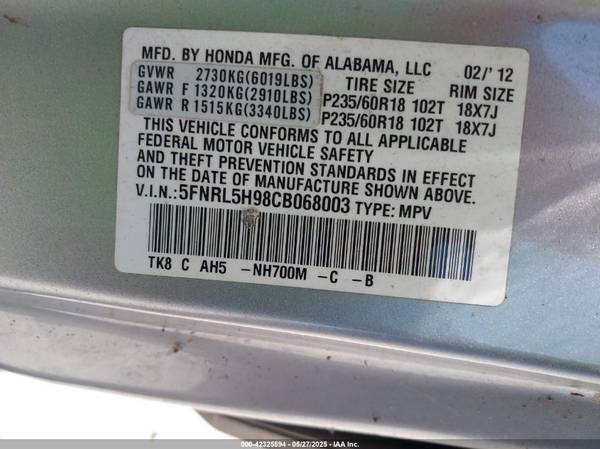 MFD. BY HONDA MFG. OF ALABAMA, LLC 02/' 12
GVWR 2730KG(6019LBS) TIRE SIZE RIM SIZE
GAWR F 1320KG(2910LBS) P235/60R18 102T 18X7J
GAWR R 1515KG(3340LBS) P235/60R18 102T 18X7J
THIS VEHICLE CONFORMS TO ALL APPLICABLE
FEDERAL MOTOR VEHICLE SAFETY
AND THEFT PREVENTION STANDARDS IN EFFECT
ON THE DATE OF MANUFACTURE SHOWN ABOVE.
V.I.N.:5FNRL5H98CB068003 TYPE: MPV
TK8 C AH5 -NH700M -C -B
000-42325594 - 05/27/2025 - IAA Inc.